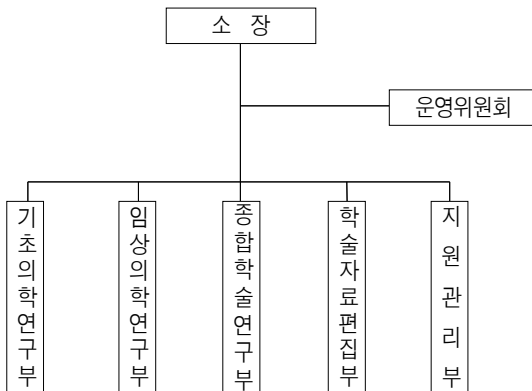 소 장
운영위원회
기초의학연구부
임상의학연구부
종합학술연구부
학술자료편집부
지원관리부